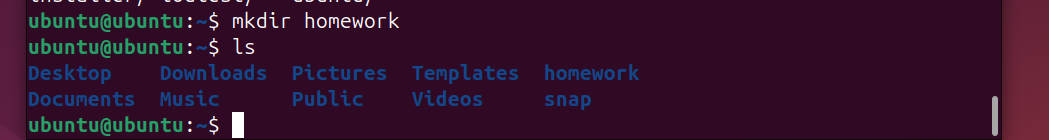 ubuntu@ubuntu:~$ mkdir homework
ubuntu@ubuntu:~$ ls
Desktop    Downloads  Pictures  Templates  homework
Documents  Music      Public    Videos     snap
ubuntu@ubuntu:~$